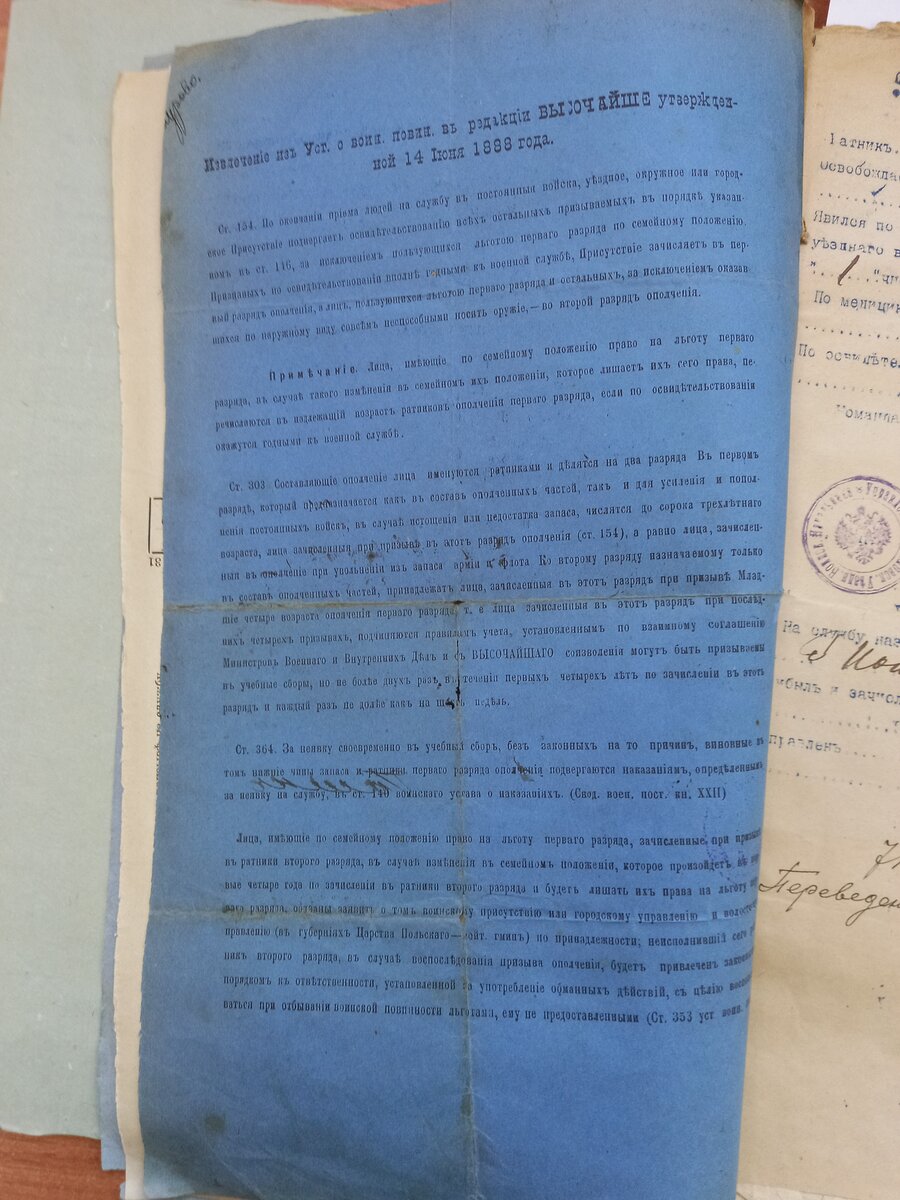 Извлеченіе изъ Уст. о воин. повин. въ редакціи ВЫСОЧАЙШЕ утвержден-
ной 14 Іюня 1888 года.
Ст. 154. По окончаніи пріема людей на службу въ постоянныя войска, уѣздное, окружное или город-
ское Присутствіе подвергаетъ освидѣтельствованію всѣхъ остальныхъ призываемыхъ въ порядкѣ указан-
номъ въ ст. 146, за исключеніемъ пользующихся льготою перваго разряда по семейному положенію.
Признаныхъ по освидѣтельствованіи вполнѣ годными къ военной службѣ, Присутствіе зачисляетъ въ пер-
вый разрядъ ополченія, а лицъ, пользующихся льготою перваго разряда и остальныхъ, за исключеніемъ оказав
шихся по наружному виду совсѣмъ неспособными носить оружіе,— во второй разрядъ ополченія.
Примѣчаніе. Лица, имѣющіе по семейному положенію право на льготу перваго
разряда, въ случаѣ такого измѣненія въ семейномъ ихъ положеніи, которое лишаетъ ихъ сего права, пе-
речисляются въ надлежащій возрастъ ратниковъ ополченія перваго разряда, если по освидѣтельствованіи
окажутся годными къ военной службѣ.
Ст. 303 Составляющіе ополченіе лица именуются ратниками и дѣлятся на два разряда Въ первомъ
разрядѣ, который предназначается какъ въ составъ ополченныхъ частей, такъ и для усиленія и попол-
ненія постоянныхъ войскъ, въ случаѣ истощенія или недостатка запаса, числятся до сорока трехлѣтняго
возраста, лица зачисленныя при призывѣ въ этотъ разрядъ ополченія (ст. 154), а равно лица, зачислен-
ныя въ ополченіе при увольненіи изъ запаса арміи и флота Ко второму разряду назначаемому только
въ составъ ополченныхъ частей, принадлежатъ лица, зачисленныя въ этотъ разрядъ при призывѣ Млад-
шіе четыре возраста ополченія перваго разряда, т. е лица зачисленныя въ этотъ разрядъ при послѣд-
нихъ четырехъ призывахъ, подчиняются правиламъ учета, установленнымъ по взаимному соглашенію
Министровъ Военнаго и Внутреннихъ Дѣлъ и съ ВЫСОЧАЙШАГО соизволенія могутъ быть призываемы
въ учебные сборы, но не болѣе двухъ разъ въ теченіи первыхъ четырехъ лѣтъ по зачисленіи въ этотъ
разрядъ и каждый разъ не долѣе какъ на шесть недѣль.
Ст. 364. За неявку своевременно въ учебный сборъ, безъ законныхъ на то причинъ, виновные въ
томъ нижніе чины запаса и ратники перваго разряда ополченія подвергаются наказаніямъ, опредѣленнымъ
за неявку на службу, въ ст. 140 воинскаго устава о наказаніяхъ. (Свод. воен. пост. кн. XXII)
Лица, имѣющіе по семейному положенію право на льготу перваго разряда, зачисленные при призывѣ
въ ратники второго разряда, въ случаѣ измѣненія въ семейномъ положеніи, которое произойдетъ въ пер
вые четыре года по зачисленіи въ ратники второго разряда и будетъ лишать ихъ права на льготу
ваго разряда, обязаны заявить о томъ воинскому присутствію или городскому управленію и волост
правленію (въ губерніяхъ Царства Польскаго—войт. гминъ) по принадлежности; неисполнившій сего
никъ второго разряда, въ случаѣ воспослѣдованія призыва ополченія, будетъ привлеченъ законн
порядкомъ къ отвѣтственности, установленной за употребленіе обманныхъ дѣйствій, съ цѣлію воспол
ваться при отбываніи воинской повинности льготами, ему не предоставленными (Ст. 353 уст воин.
Ратникъ.
Освобожда
Явился по
уѣзднаго в
По медицин
По освидѣте
Команди
На службу наз
ибылъ и зачисл
правленъ
Переведен